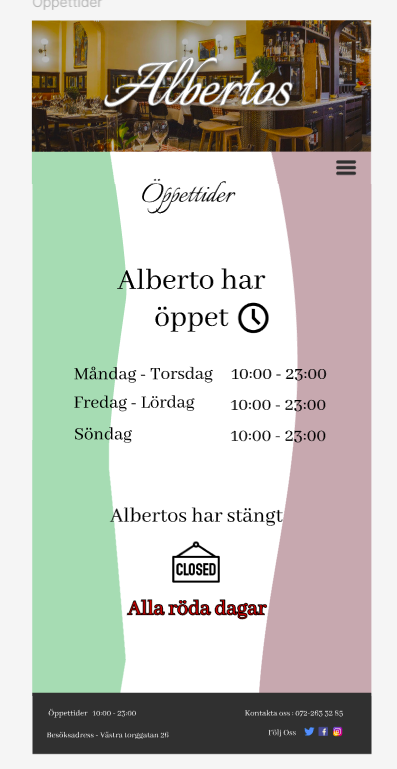 Öppettider
Albertos
Öppettider
Alberto har
öppet
Måndag - Torsdag 10:00 - 23:00
Fredag - Lördag 10:00 - 23:00
Söndag 10:00 - 23:00
Albertos har stängt
CLOSED
Alla röda dagar
Öppettider 10:00 - 23:00
Kontakta oss : 072-263 32 85
Besöksadress - Västra torggatan 26
Följ Oss